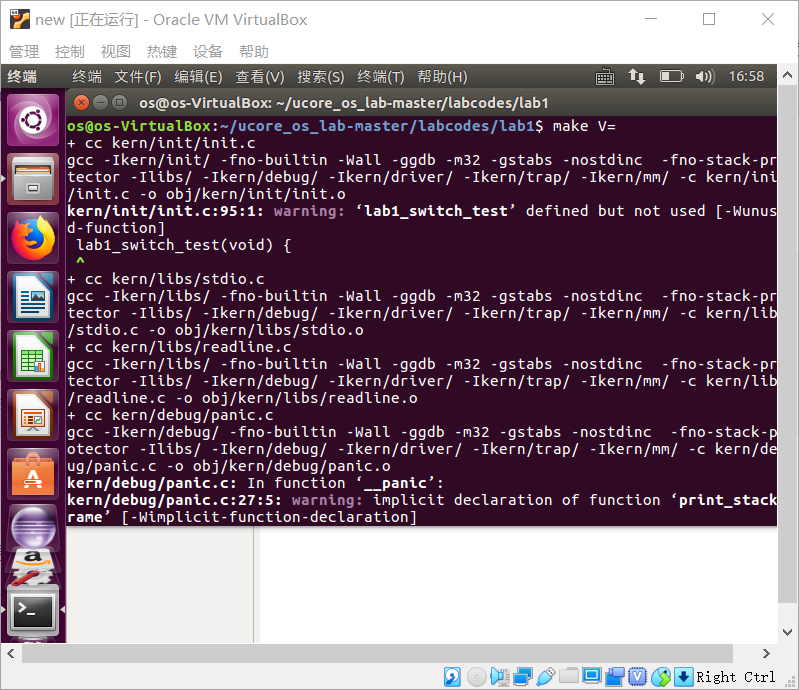 new [正在运行] - Oracle VM VirtualBox
管理 控制 视图 热键 设备 帮助
终端 终端 文件(F) 编辑(E) 查看(V) 搜索(S) 终端(T) 帮助(H) 16:58
os@os-VirtualBox: ~/ucore_os_lab-master/labcodes/lab1
os@os-VirtualBox:~/ucore_os_lab-master/labcodes/lab1$ make V=
+ cc kern/init/init.c
gcc -Ikern/init/ -fno-builtin -Wall -ggdb -m32 -gstabs -nostdinc  -fno-stack-pr
tector -Ilibs/ -Ikern/debug/ -Ikern/driver/ -Ikern/trap/ -Ikern/mm/ -c kern/ini
/init.c -o obj/kern/init/init.o
kern/init/init.c:95:1: warning: ‘lab1_switch_test’ defined but not used [-Wunus
d-function]
 lab1_switch_test(void) {
 ^
+ cc kern/libs/stdio.c
gcc -Ikern/libs/ -fno-builtin -Wall -ggdb -m32 -gstabs -nostdinc  -fno-stack-pr
tector -Ilibs/ -Ikern/debug/ -Ikern/driver/ -Ikern/trap/ -Ikern/mm/ -c kern/lib
/stdio.c -o obj/kern/libs/stdio.o
+ cc kern/libs/readline.c
gcc -Ikern/libs/ -fno-builtin -Wall -ggdb -m32 -gstabs -nostdinc  -fno-stack-pr
tector -Ilibs/ -Ikern/debug/ -Ikern/driver/ -Ikern/trap/ -Ikern/mm/ -c kern/lib
/readline.c -o obj/kern/libs/readline.o
+ cc kern/debug/panic.c
gcc -Ikern/debug/ -fno-builtin -Wall -ggdb -m32 -gstabs -nostdinc  -fno-stack-p
otector -Ilibs/ -Ikern/debug/ -Ikern/driver/ -Ikern/trap/ -Ikern/mm/ -c kern/de
ug/panic.c -o obj/kern/debug/panic.o
kern/debug/panic.c: In function ‘__panic’:
kern/debug/panic.c:27:5: warning: implicit declaration of function ‘print_stack
rame’ [-Wimplicit-function-declaration]
Right Ctrl